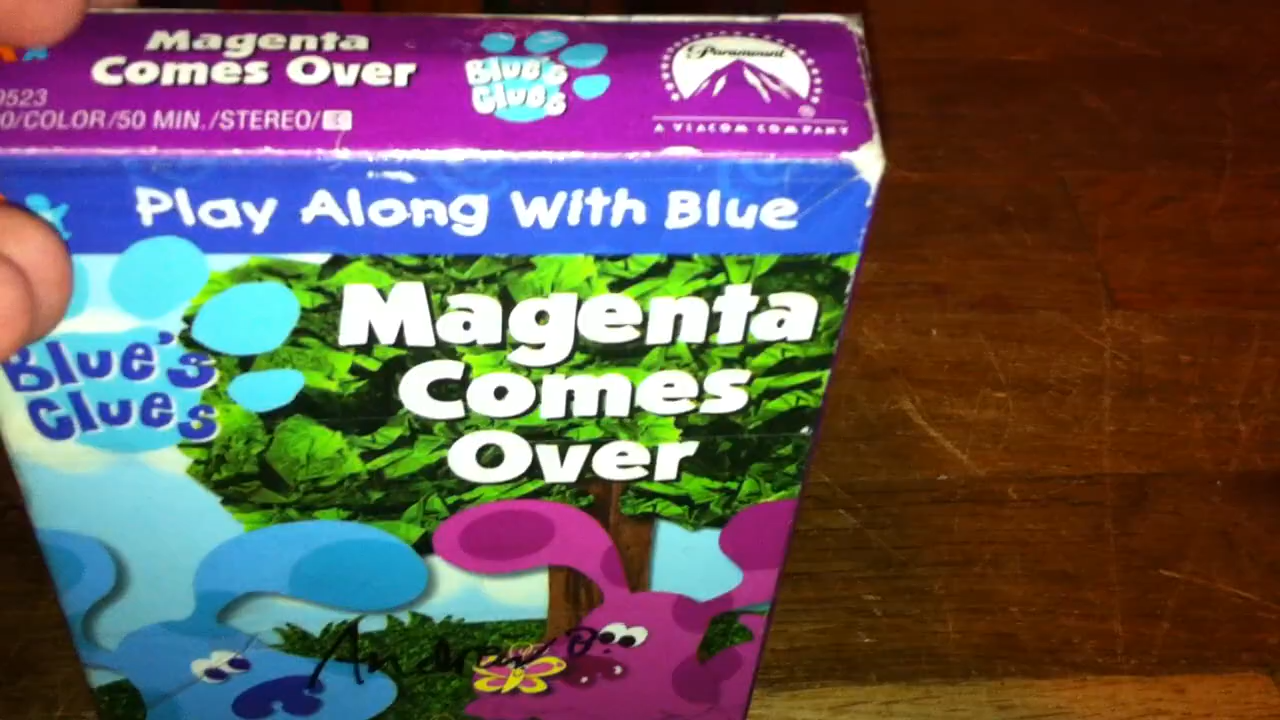 Magenta
Comes Over
Blue's
Clues
Paramount
A VIACOM COMPANY
COLOR/50 MIN./STEREO/
Play Along With Blue
Blue's
Clues
Magenta
Comes
Over
Andrew B.